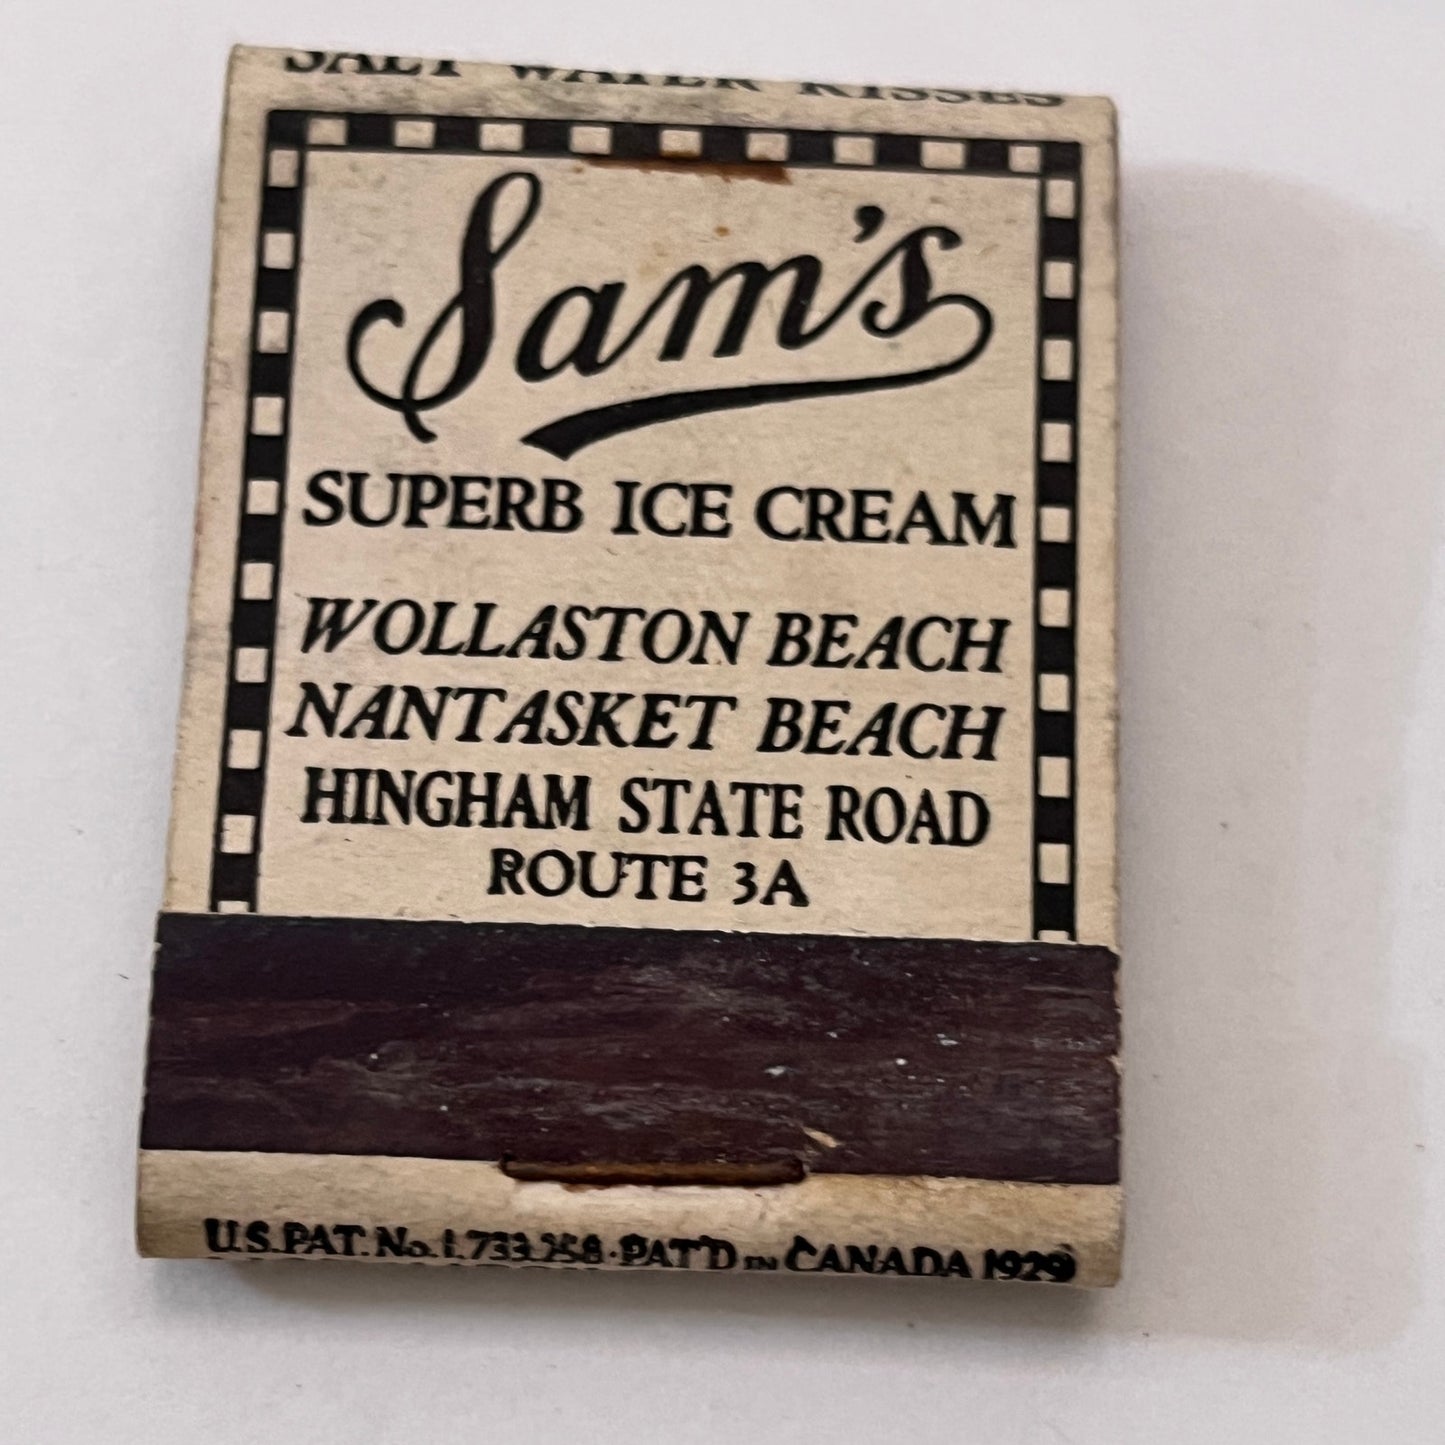 SALT WATER KISSES
Sam's
SUPERB ICE CREAM
WOLLASTON BEACH
NANTASKET BEACH
HINGHAM STATE ROAD
ROUTE 3A
U.S. PAT. No. 1,733,258 · PAT'D IN CANADA 1929